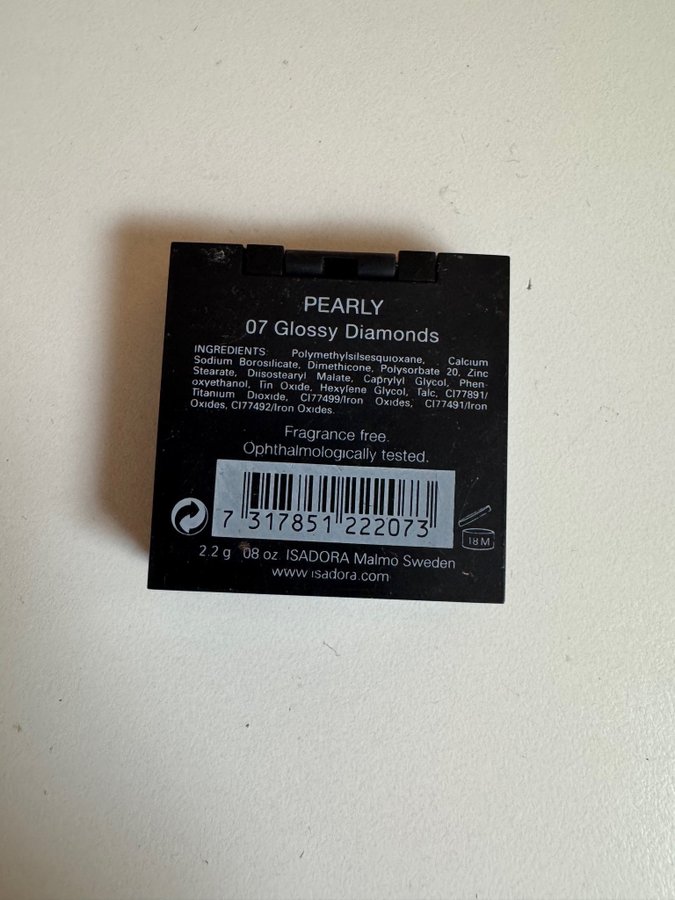 PEARLY
07 Glossy Diamonds
INGREDIENTS: Polymethylsilsesquioxane, Calcium
Sodium Borosilicate, Dimethicone, Polysorbate 20, Zinc
Stearate, Diisostearyl Malate, Caprylyl Glycol, Phen-
oxyethanol, Tin Oxide, Hexylene Glycol, Talc, CI77891/
Titanium Dioxide, CI77499/Iron Oxides, CI77491/Iron
Oxides, CI77492/Iron Oxides.
Fragrance free.
Ophthalmologically tested.
7 317851 222073
18 M
2.2 g .08 oz. ISADORA Malmo Sweden
www.isadora.com